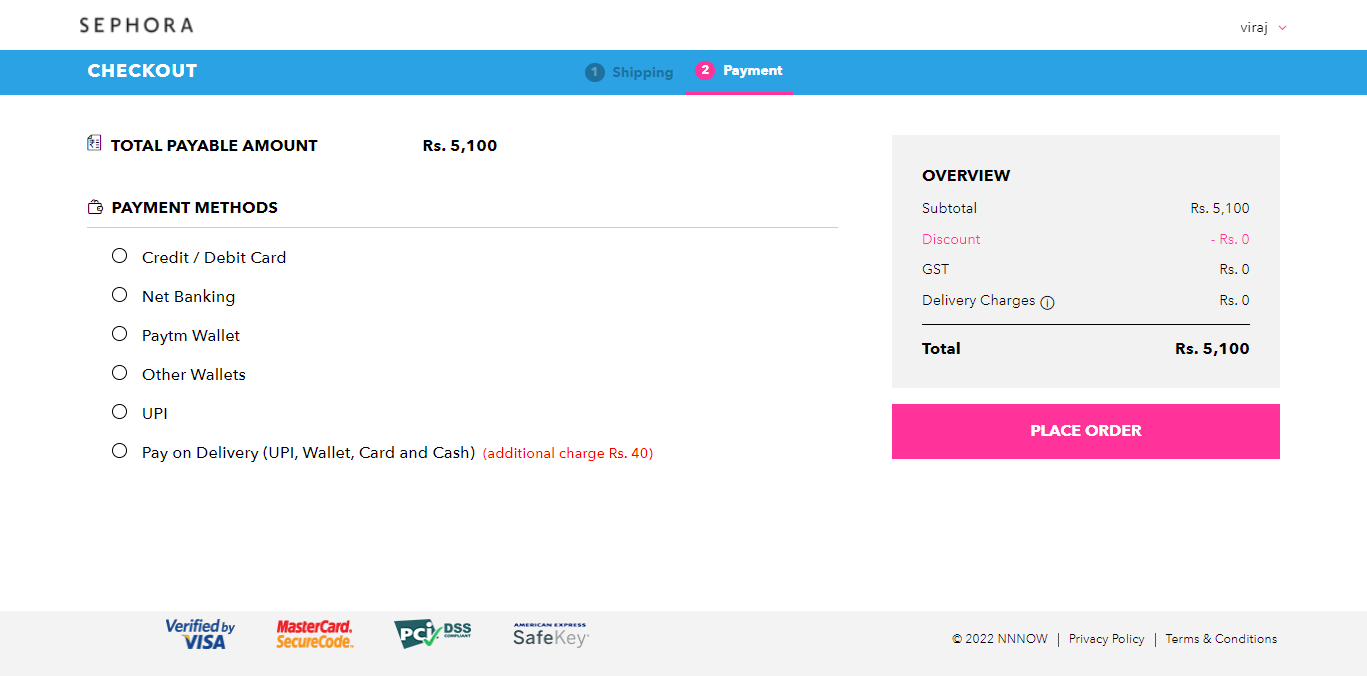 SEPHORA
viraj
CHECKOUT
1 Shipping
2 Payment
TOTAL PAYABLE AMOUNT Rs. 5,100
PAYMENT METHODS
Credit / Debit Card
Net Banking
Paytm Wallet
Other Wallets
UPI
Pay on Delivery (UPI, Wallet, Card and Cash) (additional charge Rs. 40)
OVERVIEW
Subtotal Rs. 5,100
Discount - Rs. 0
GST Rs. 0
Delivery Charges Rs. 0
Total Rs. 5,100
PLACE ORDER
Verified by
VISA
MasterCard.
SecureCode.
PCI DSS
COMPLIANT
AMERICAN EXPRESS
SafeKey
© 2022 NNNOW | Privacy Policy | Terms & Conditions